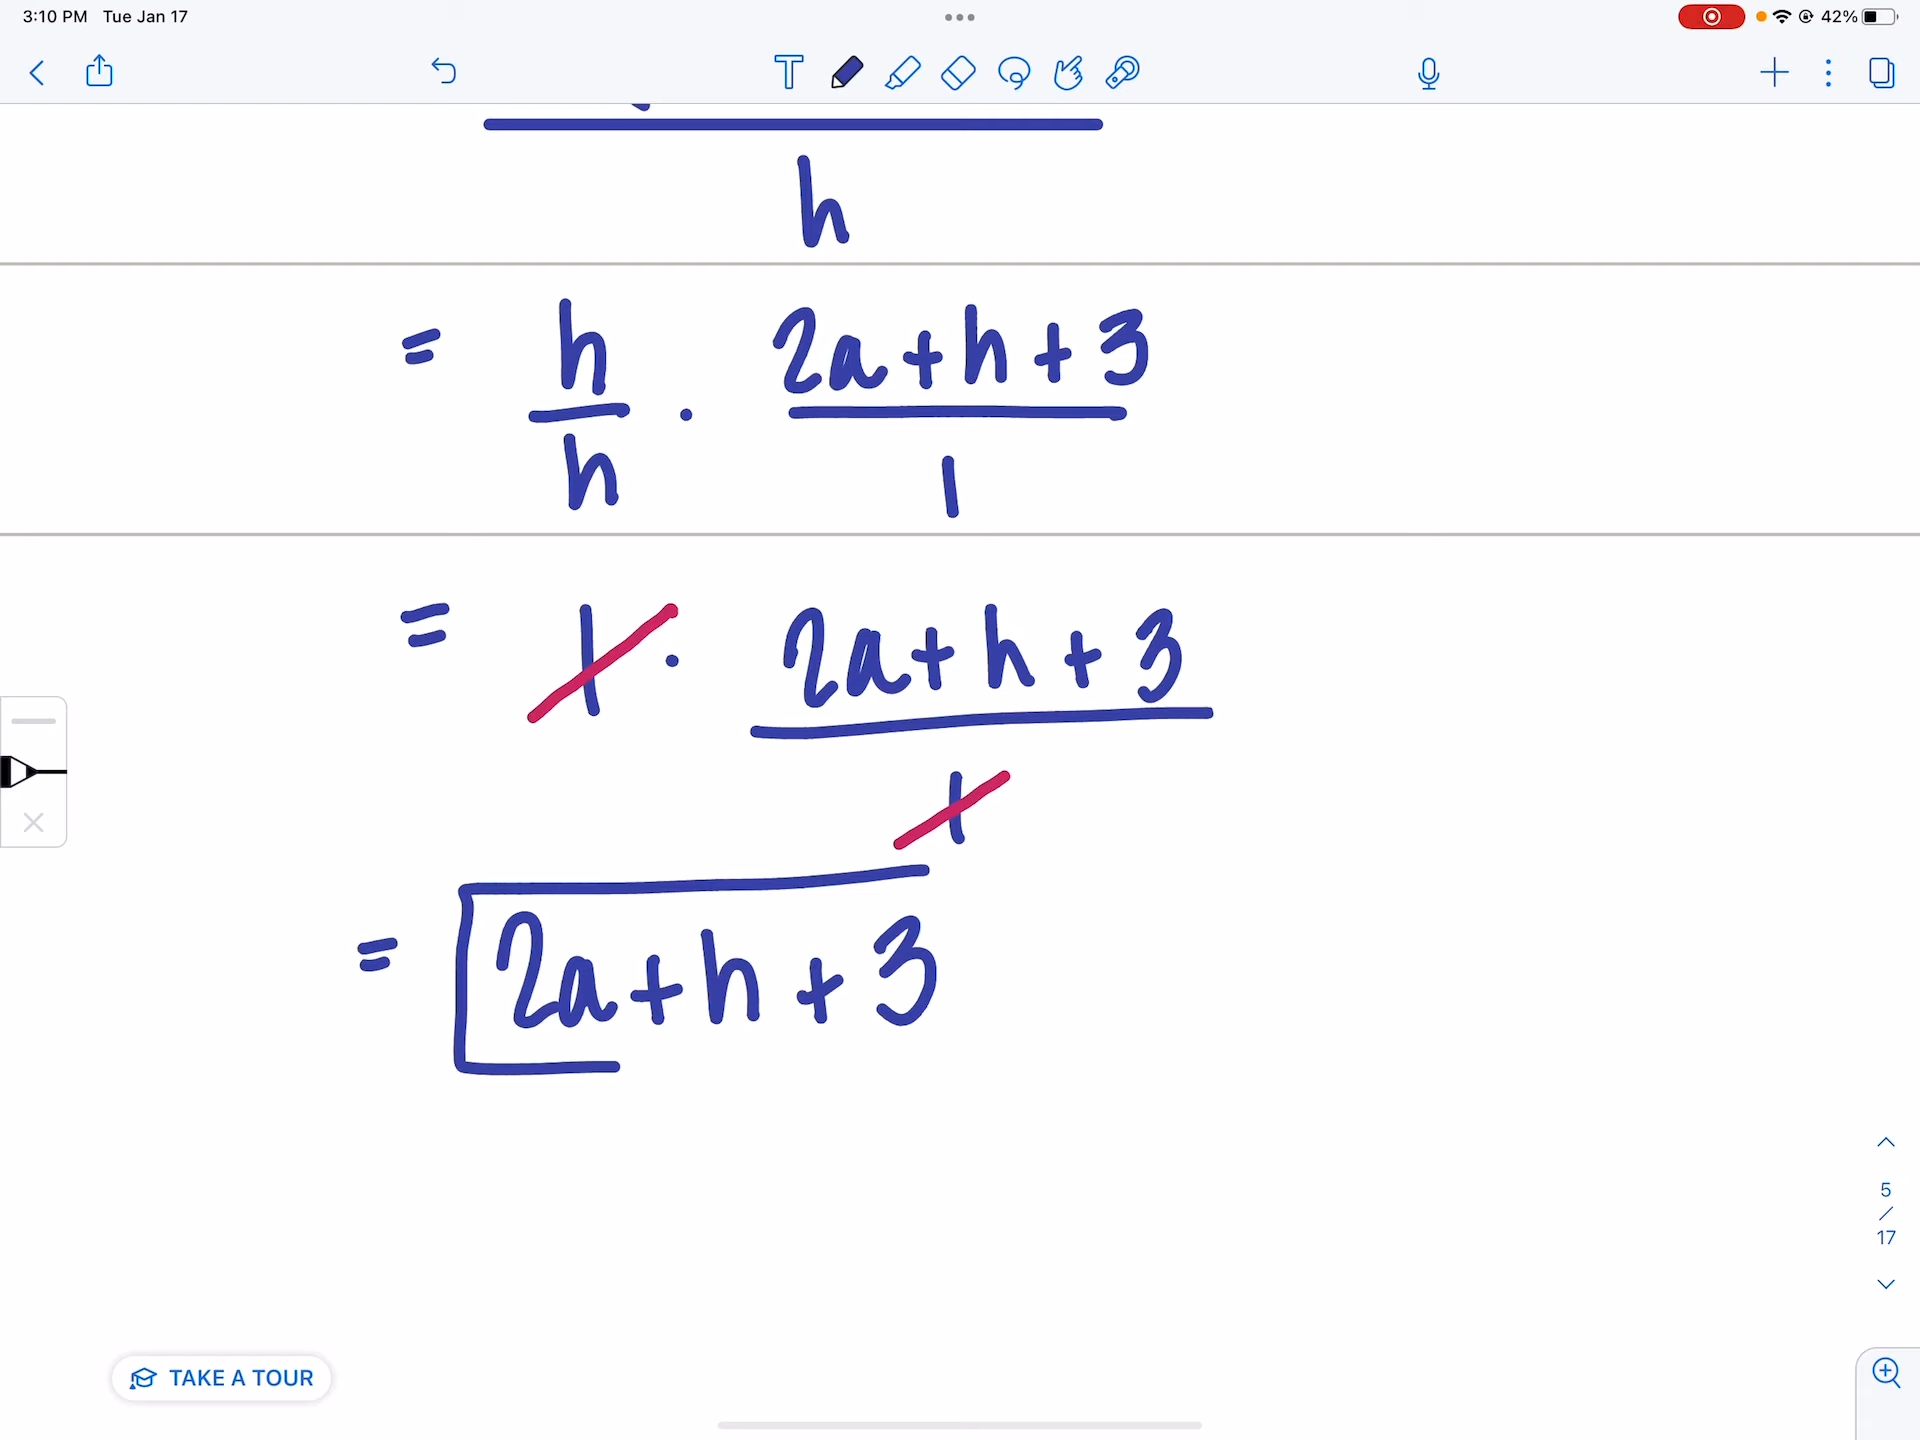 3:10 PM Tue Jan 17
42%
T
h
= h/h · (2a+h+3)/1
= 1 · (2a+h+3)/1
= 2a+h+3
5
/
17
TAKE A TOUR